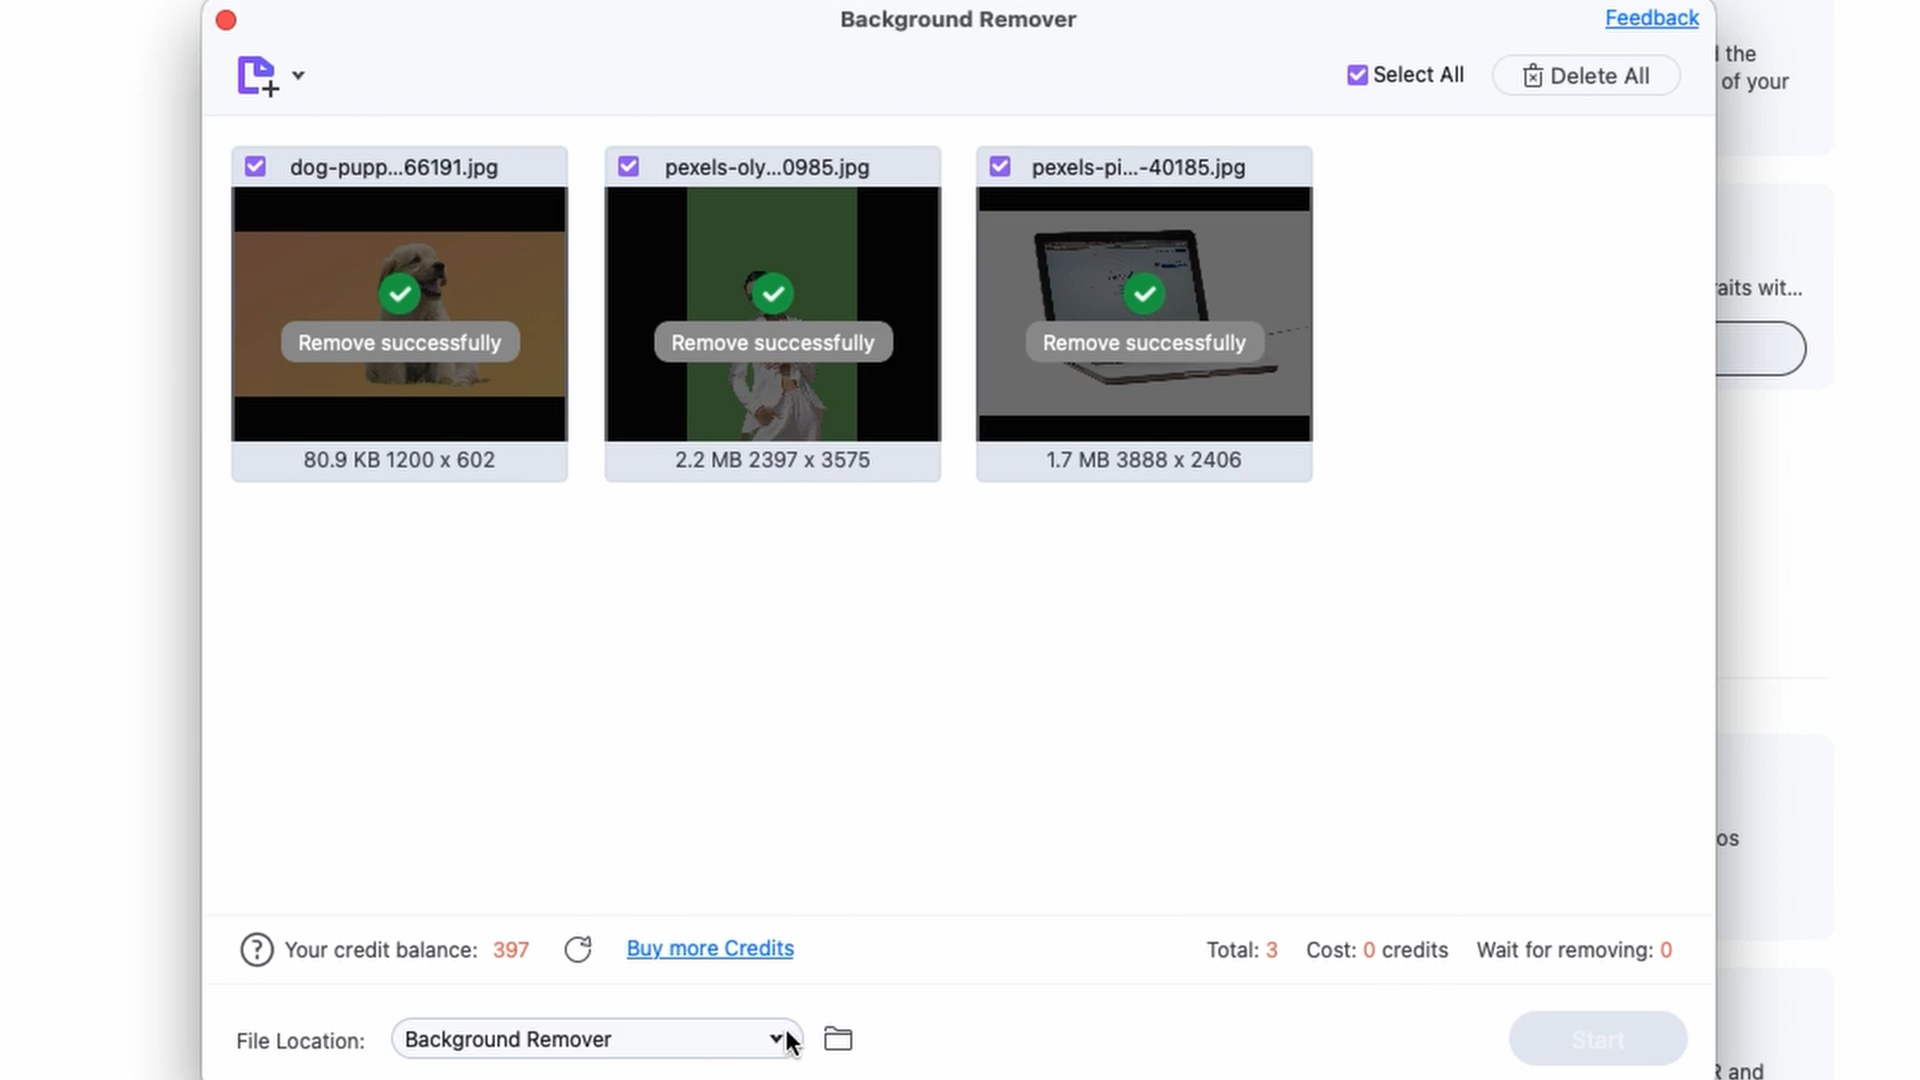 Background Remover
Feedback
the
of your
Select All
Delete All
dog-pupp...66191.jpg
pexels-oly...0985.jpg
pexels-pi...-40185.jpg
Remove successfully
Remove successfully
Remove successfully
80.9 KB 1200 x 602
2.2 MB 2397 x 3575
1.7 MB 3888 x 2406
wit...
Your credit balance: 397
Buy more Credits
Total: 3
Cost: 0 credits
Wait for removing: 0
File Location:
Background Remover
Start
and